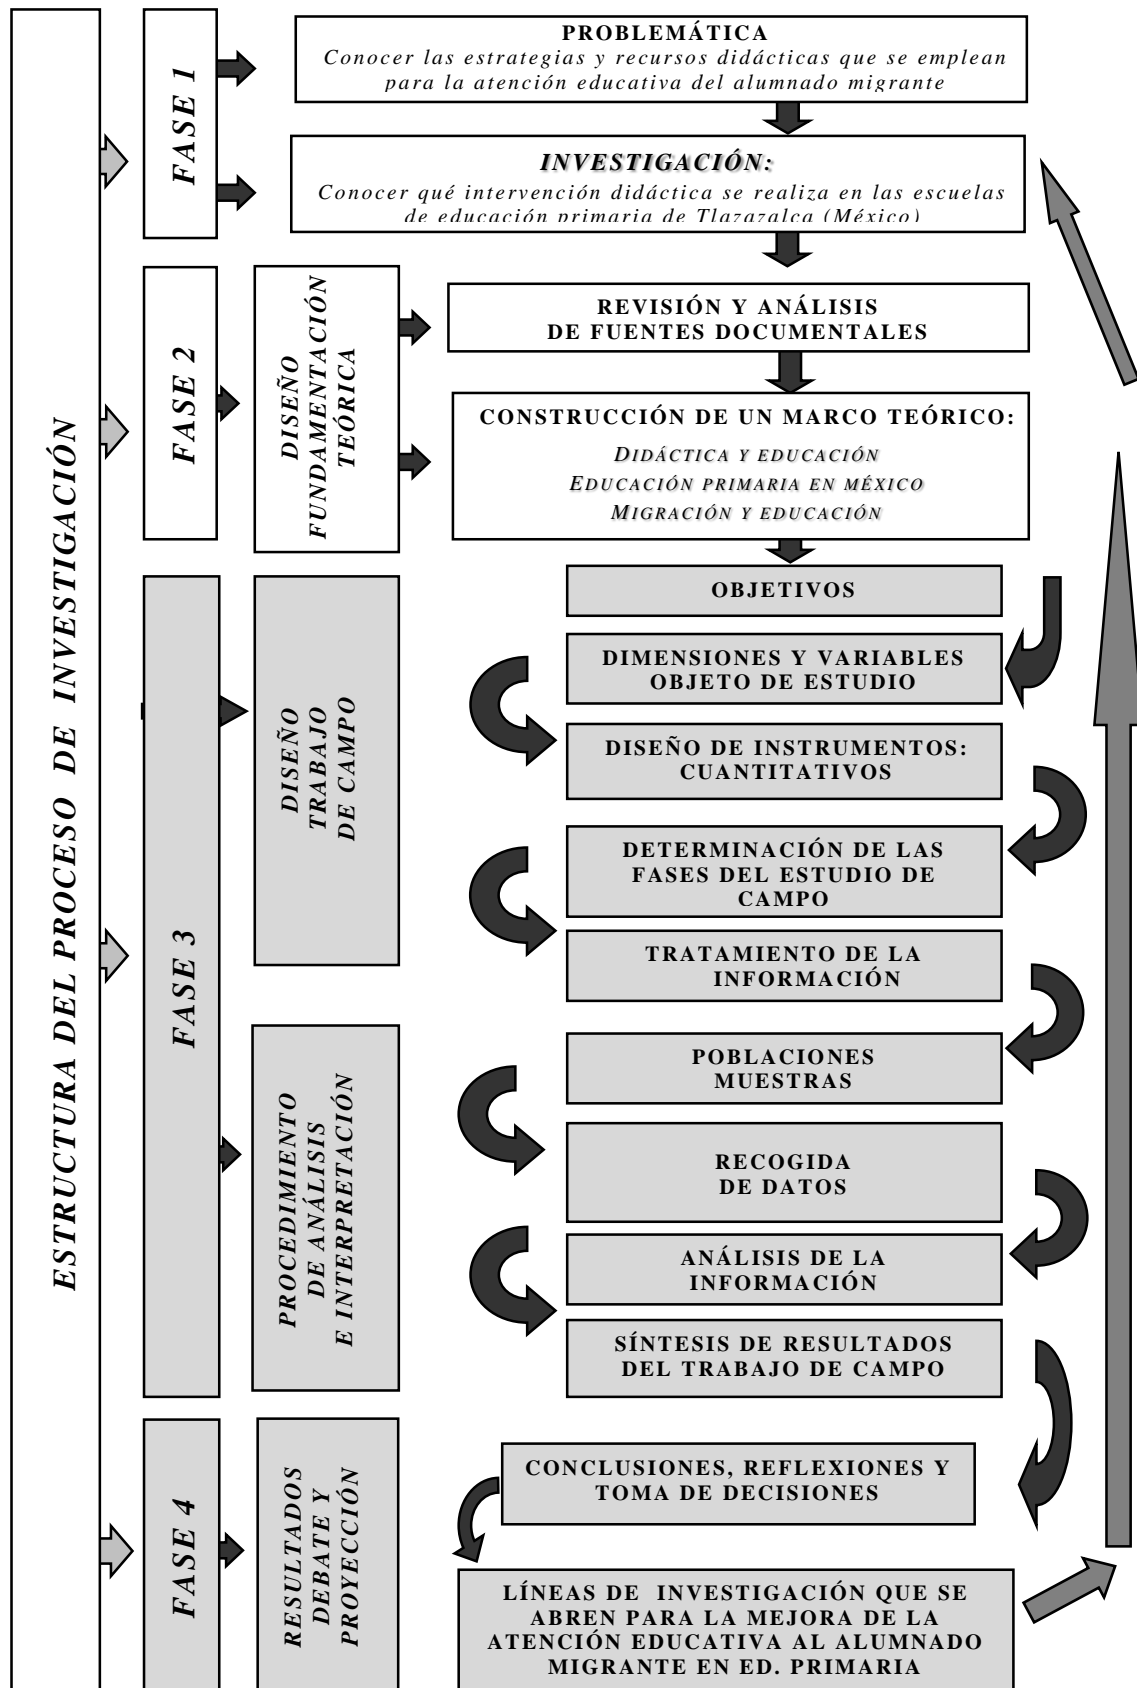 ESTRUCTURA DEL PROCESO DE INVESTIGACIÓN
FASE 1
PROBLEMÁTICA
Conocer las estrategias y recursos didácticas que se emplean
para la atención educativa del alumnado migrante
INVESTIGACIÓN:
Conocer qué intervención didáctica se realiza en las escuelas
de educación primaria de Tlazazalca (México)
FASE 2
DISEÑO
FUNDAMENTACIÓN
TEÓRICA
REVISIÓN Y ANÁLISIS
DE FUENTES DOCUMENTALES
CONSTRUCCIÓN DE UN MARCO TEÓRICO:
DIDÁCTICA Y EDUCACIÓN
EDUCACIÓN PRIMARIA EN MÉXICO
MIGRACIÓN Y EDUCACIÓN
FASE 3
DISEÑO
TRABAJO
DE CAMPO
OBJETIVOS
DIMENSIONES Y VARIABLES
OBJETO DE ESTUDIO
DISEÑO DE INSTRUMENTOS:
CUANTITATIVOS
DETERMINACIÓN DE LAS
FASES DEL ESTUDIO DE
CAMPO
TRATAMIENTO DE LA
INFORMACIÓN
PROCEDIMIENTO
DE ANÁLISIS
E INTERPRETACIÓN
POBLACIONES
MUESTRAS
RECOGIDA
DE DATOS
ANÁLISIS DE LA
INFORMACIÓN
SÍNTESIS DE RESULTADOS
DEL TRABAJO DE CAMPO
FASE 4
RESULTADOS
DEBATE Y
PROYECCIÓN
CONCLUSIONES, REFLEXIONES Y
TOMA DE DECISIONES
LÍNEAS DE INVESTIGACIÓN QUE SE
ABREN PARA LA MEJORA DE LA
ATENCIÓN EDUCATIVA AL ALUMNADO
MIGRANTE EN ED. PRIMARIA